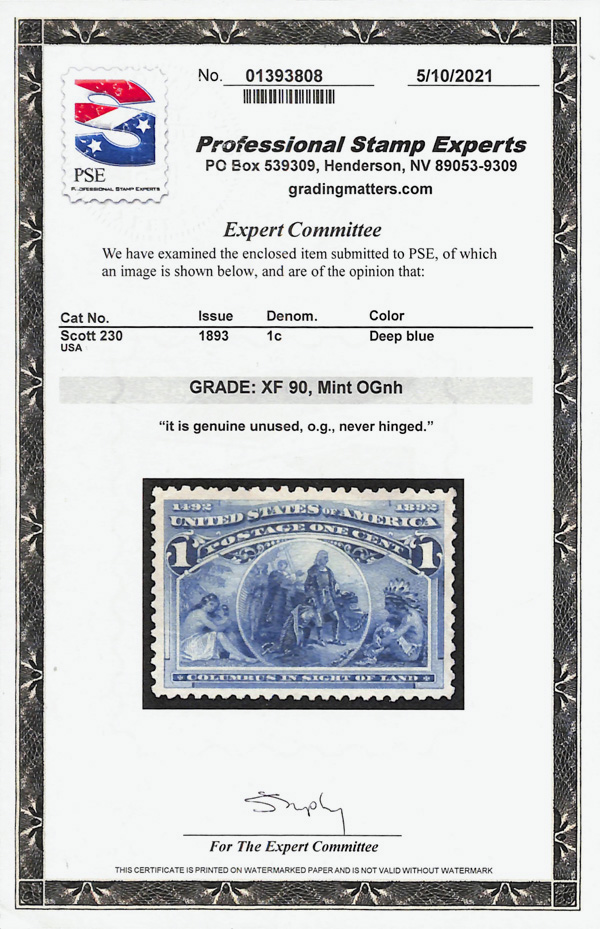 No. 01393808 5/10/2021
PSE
PROFESSIONAL STAMP EXPERTS
Professional Stamp Experts
PO Box 539309, Henderson, NV 89053-9309
gradingmatters.com
Expert Committee
We have examined the enclosed item submitted to PSE, of which
an image is shown below, and are of the opinion that:
Cat No. Issue Denom. Color
Scott 230 1893 1c Deep blue
USA
GRADE: XF 90, Mint OGnh
“it is genuine unused, o.g., never hinged.”
1492 1892
UNITED STATES OF AMERICA
1 POSTAGE ONE CENT 1
COLUMBUS IN SIGHT OF LAND
For The Expert Committee
THIS CERTIFICATE IS PRINTED ON WATERMARKED PAPER AND IS NOT VALID WITHOUT WATERMARK